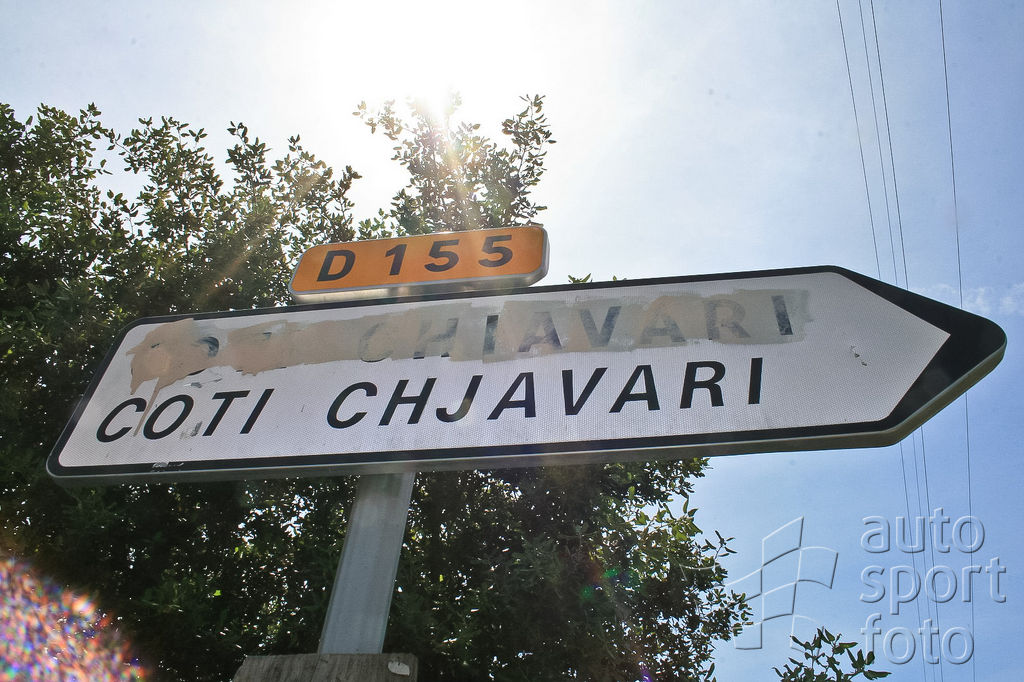 D 155
CHIAVARI
COTI CHJAVARI
auto
sport
foto